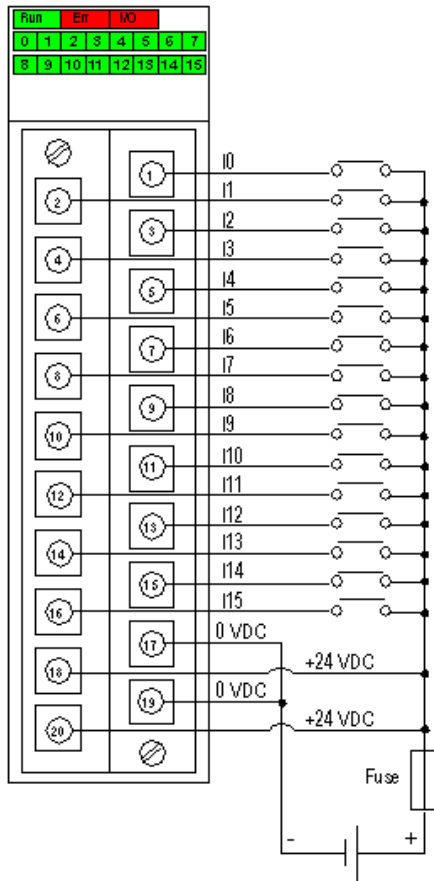 Run Err I/O
0 1 2 3 4 5 6 7
8 9 10 11 12 13 14 15
1 I0
2 I1
3 I2
4 I3
5 I4
6 I5
7 I6
8 I7
9 I8
10 I9
11 I10
12 I11
13 I12
14 I13
15 I14
16 I15
17 0 VDC
18 +24 VDC
19 0 VDC
20 +24 VDC
Fuse
- +